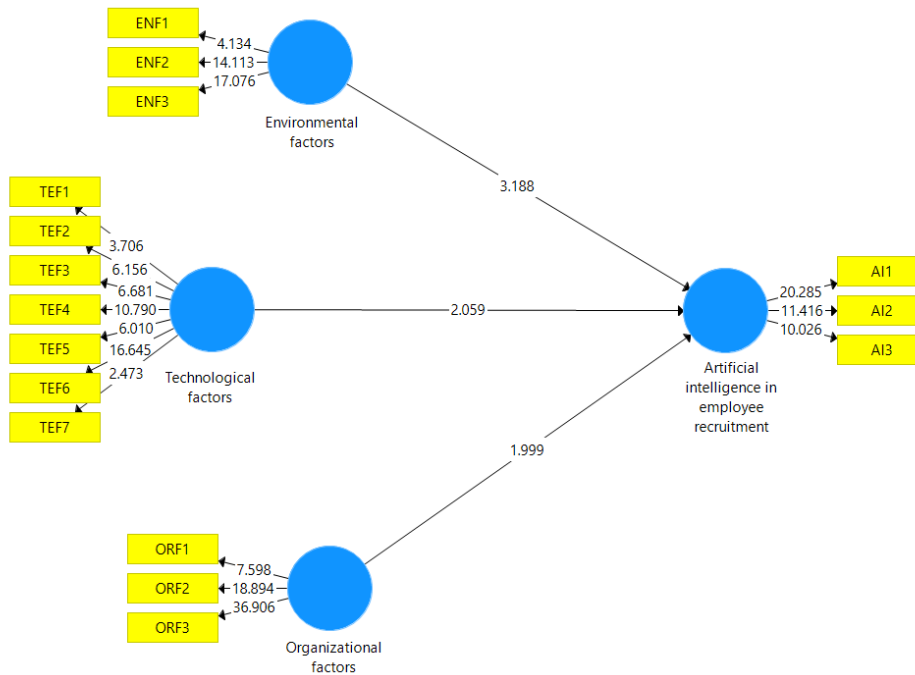 ENF1
4.134
ENF2
14.113
ENF3
17.076
Environmental
factors
3.188
TEF1
3.706
TEF2
6.156
TEF3
6.681
TEF4
10.790
TEF5
6.010
TEF6
16.645
TEF7
2.473
Technological
factors
2.059
AI1
20.285
AI2
11.416
AI3
10.026
Artificial
intelligence in
employee
recruitment
1.999
ORF1
7.598
ORF2
18.894
ORF3
36.906
Organizational
factors